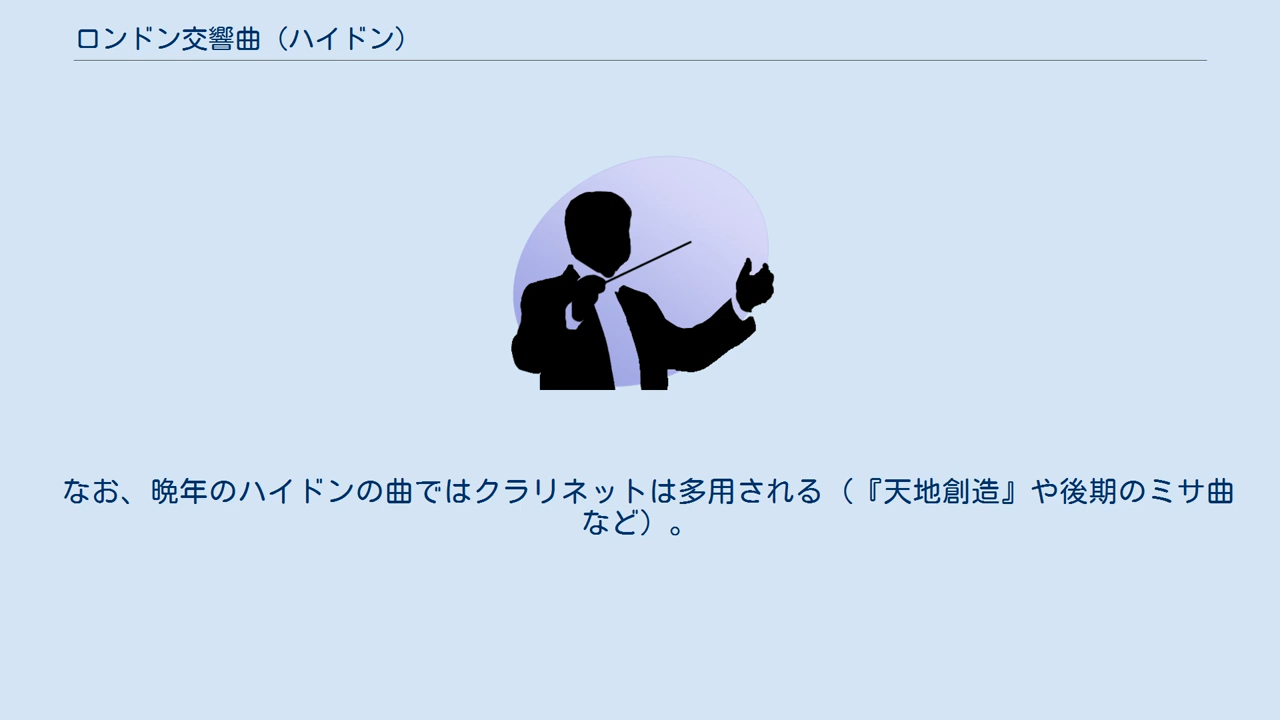 ロンドン交響曲（ハイドン）
なお、晩年のハイドンの曲ではクラリネットは多用される（『天地創造』や後期のミサ曲
など）。